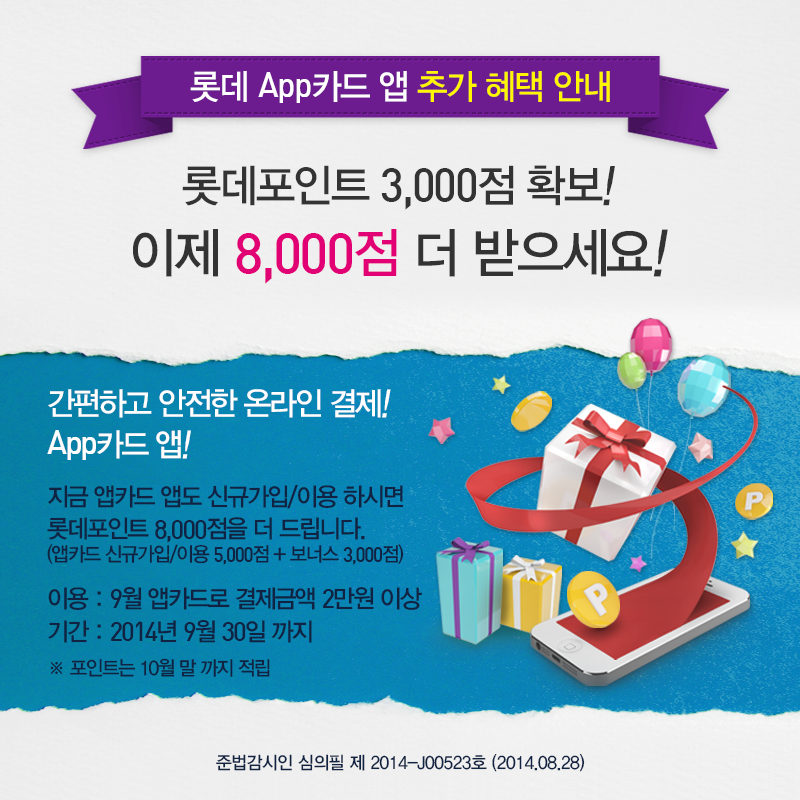 롯데 App카드 앱 추가 혜택 안내
롯데포인트 3,000점 확보!
이제 8,000점 더 받으세요!
간편하고 안전한 온라인 결제!
App카드 앱!
지금 앱카드 앱도 신규가입/이용 하시면
롯데포인트 8,000점을 더 드립니다.
(앱카드 신규가입/이용 5,000점 + 보너스 3,000점)
이용 : 9월 앱카드로 결제금액 2만원 이상
기간 : 2014년 9월 30일 까지
※ 포인트는 10월 말 까지 적립
P
P
준법감시인 심의필 제 2014-J00523호 (2014.08.28)